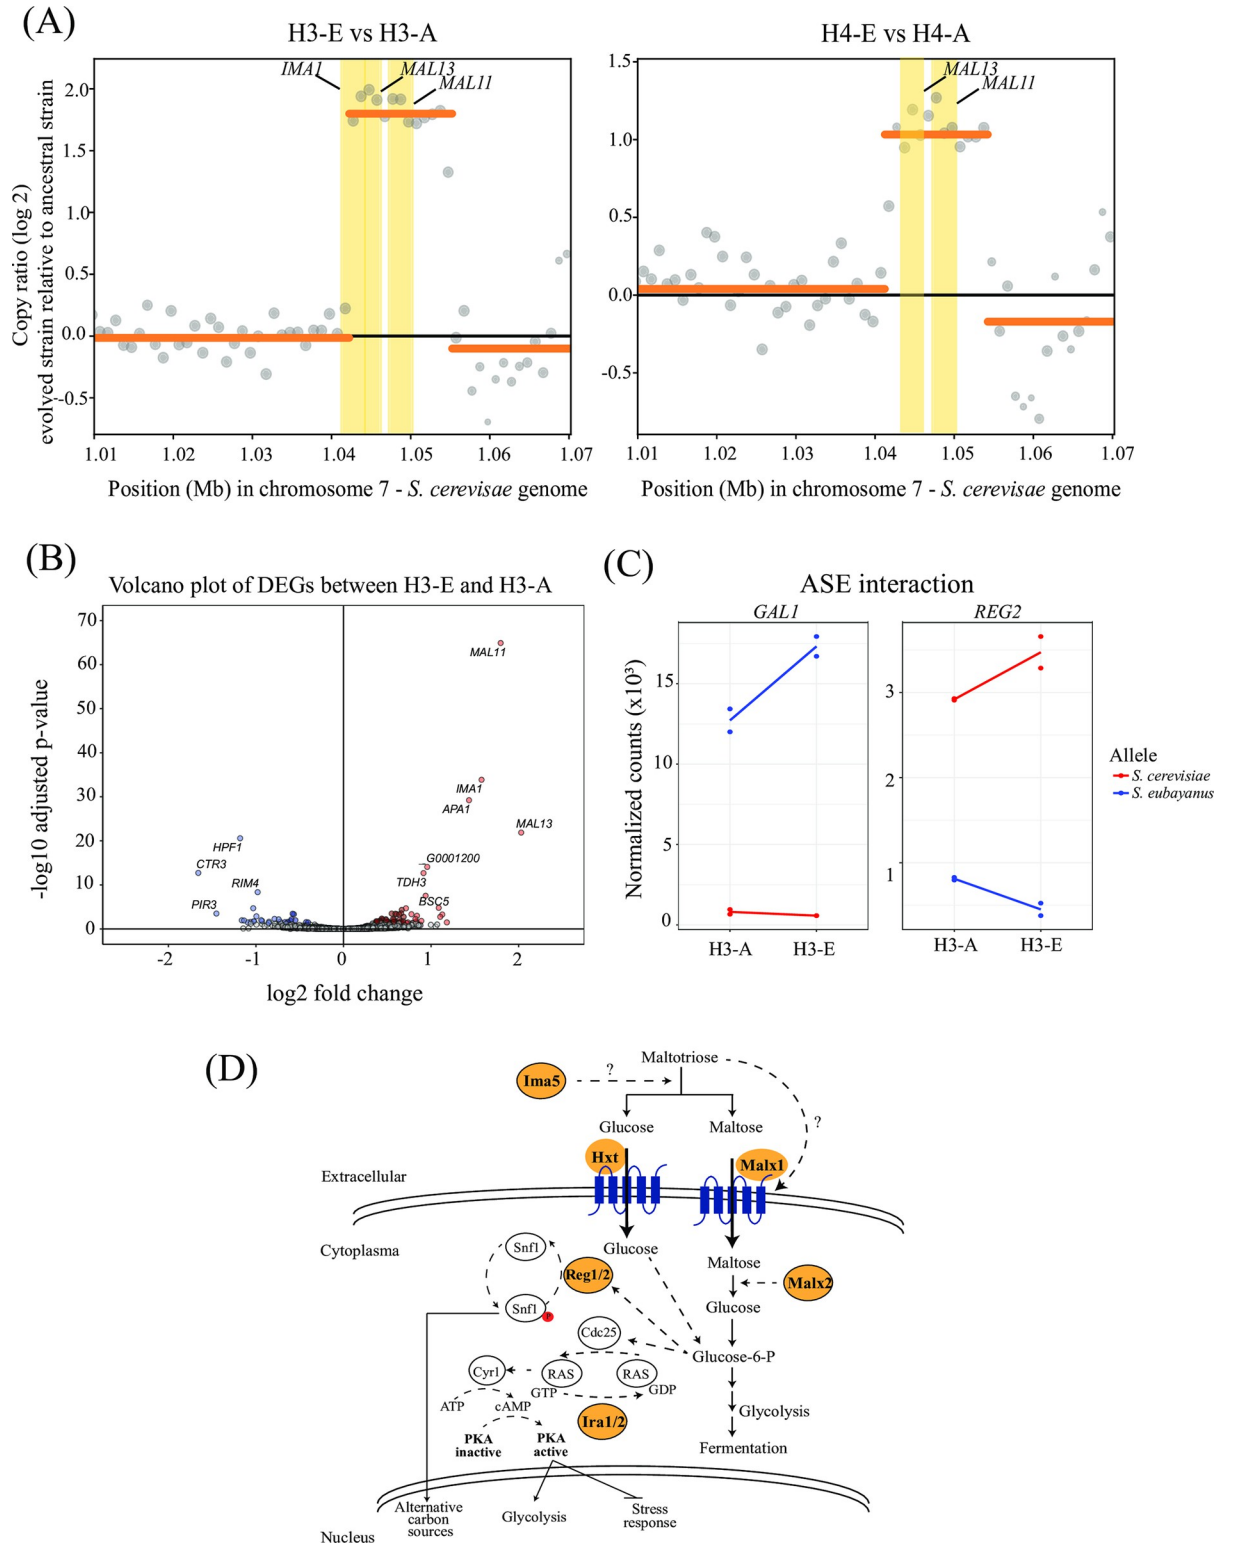 (A)
H3-E vs H3-A
H4-E vs H4-A
IMA1
MAL13
MAL11
MAL13
MAL11
Copy ratio (log 2)
evolved strain relative to ancestral strain
2.0
1.5
1.0
0.5
0.0
-0.5
1.5
1.0
0.5
0.0
-0.5
1.01 1.02 1.03 1.04 1.05 1.06 1.07
1.01 1.02 1.03 1.04 1.05 1.06 1.07
Position (Mb) in chromosome 7 - S. cerevisae genome
Position (Mb) in chromosome 7 - S. cerevisae genome
(B)
Volcano plot of DEGs between H3-E and H3-A
-log10 adjusted p-value
70
60
50
40
30
20
10
0
MAL11
IMA1
APA1
MAL13
HPF1
CTR3
RIM4
PIR3
G0001200
TDH3
BSC5
-2 -1 0 1 2
log2 fold change
(C)
ASE interaction
GAL1
REG2
Normalized counts (x10³)
15
10
5
0
3
2
1
H3-A H3-E
H3-A H3-E
Allele
S. cerevisiae
S. eubayanus
(D)
Maltotriose
Ima5
?
?
Glucose
Maltose
Hxt
Malx1
Extracellular
Cytoplasma
Snf1
Glucose
Maltose
Reg1/2
Malx2
Snf1
P
Glucose
Cdc25
Glucose-6-P
Cyr1
RAS
RAS
GTP
GDP
ATP
cAMP
Ira1/2
Glycolysis
PKA
inactive
PKA
active
Fermentation
Alternative
carbon
sources
Glycolysis
Stress
response
Nucleus